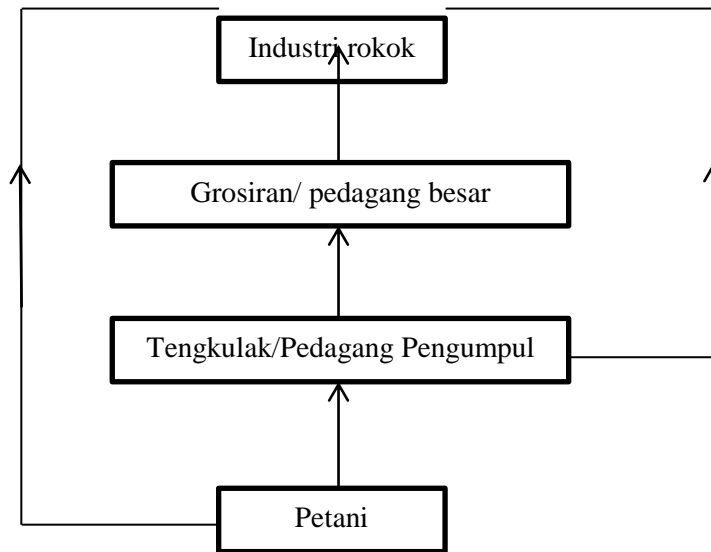 Industri rokok
Grosiran/ pedagang besar
Tengkulak/Pedagang Pengumpul
Petani